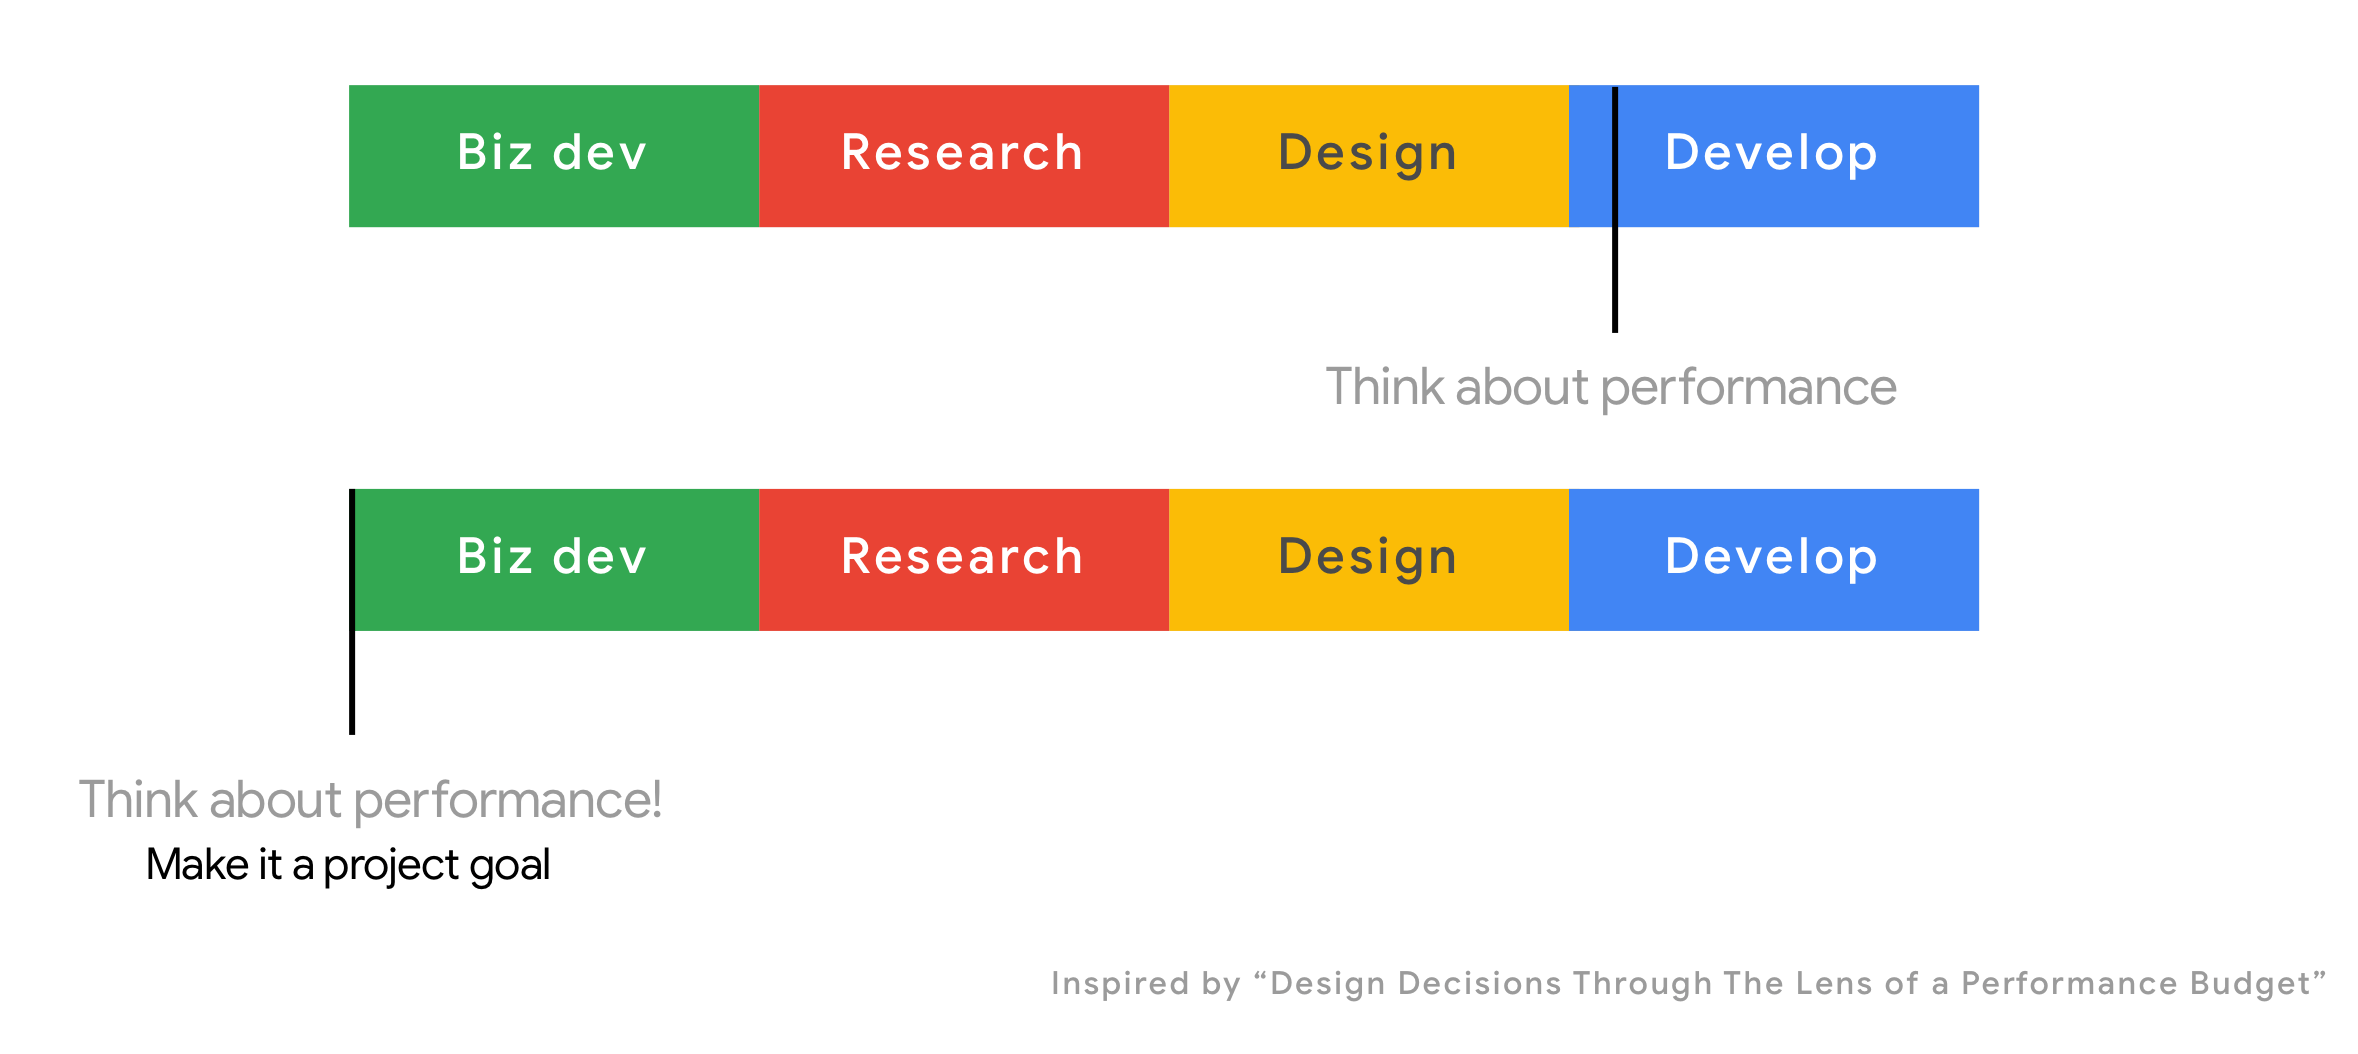 Biz dev Research Design Develop
Think about performance
Biz dev Research Design Develop
Think about performance!
Make it a project goal
Inspired by “Design Decisions Through The Lens of a Performance Budget”